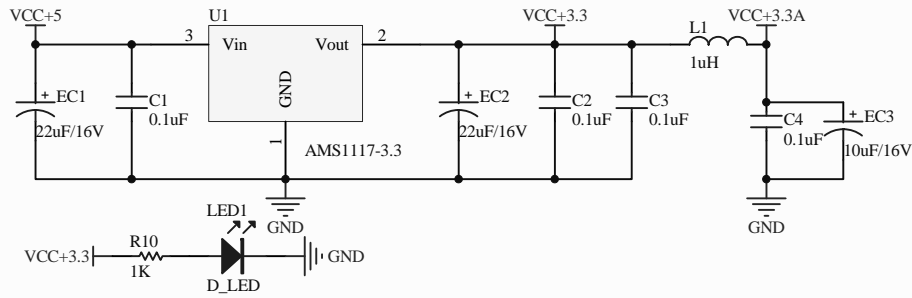 VCC+5
U1
VCC+3.3
L1
VCC+3.3A
3
Vin
Vout
2
1uH
GND
EC1
22uF/16V
C1
0.1uF
EC2
22uF/16V
C2
0.1uF
C3
0.1uF
C4
0.1uF
EC3
10uF/16V
1
AMS1117-3.3
GND
GND
LED1
VCC+3.3
R10
1K
D_LED
GND